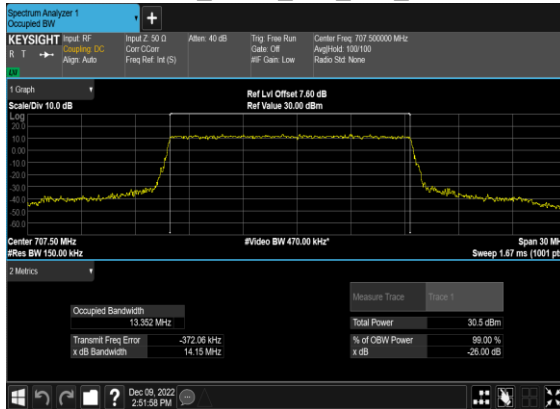 Spectrum Analyzer 1
Occupied BW
+
KEYSIGHT
R T
LXI
Input: RF
Coupling: DC
Align: Auto
Input Z: 50 Ω
Corr CCorr
Freq Ref: Int (S)
Atten: 40 dB
Trig: Free Run
Gate: Off
#IF Gain: Low
Center Freq: 707.500000 MHz
Avg|Hold: 100/100
Radio Std: None
1 Graph
Scale/Div 10.0 dB
Ref Lvl Offset 7.60 dB
Ref Value 30.00 dBm
Log
20.0
10.0
0.00
-10.0
-20.0
-30.0
-40.0
-50.0
-60.0
Center 707.50 MHz
#Res BW 150.00 kHz
#Video BW 470.00 kHz*
Span 30 MH
Sweep 1.67 ms (1001 pt
2 Metrics
Measure Trace
Trace 1
Occupied Bandwidth
13.352 MHz
Total Power
30.5 dBm
Transmit Freq Error
-372.06 kHz
% of OBW Power
99.00 %
x dB Bandwidth
14.15 MHz
x dB
-26.00 dB
?
Dec 09, 2022
2:51:58 PM